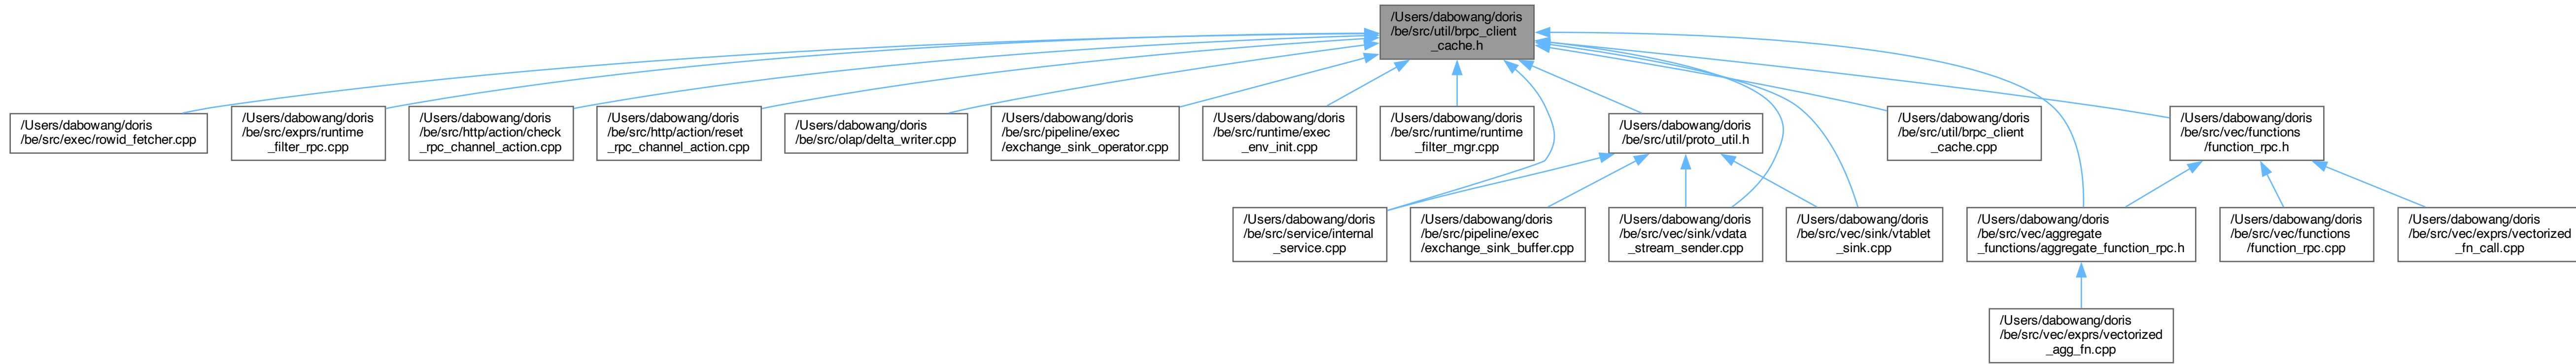 /Users/dabowang/doris
/be/src/util/brpc_client
_cache.h
/Users/dabowang/doris
/be/src/exec/rowid_fetcher.cpp
/Users/dabowang/doris
/be/src/exprs/runtime
_filter_rpc.cpp
/Users/dabowang/doris
/be/src/http/action/check
_rpc_channel_action.cpp
/Users/dabowang/doris
/be/src/http/action/reset
_rpc_channel_action.cpp
/Users/dabowang/doris
/be/src/olap/delta_writer.cpp
/Users/dabowang/doris
/be/src/pipeline/exec
/exchange_sink_operator.cpp
/Users/dabowang/doris
/be/src/runtime/exec
_env_init.cpp
/Users/dabowang/doris
/be/src/runtime/runtime
_filter_mgr.cpp
/Users/dabowang/doris
/be/src/util/proto_util.h
/Users/dabowang/doris
/be/src/util/brpc_client
_cache.cpp
/Users/dabowang/doris
/be/src/vec/functions
/function_rpc.h
/Users/dabowang/doris
/be/src/service/internal
_service.cpp
/Users/dabowang/doris
/be/src/pipeline/exec
/exchange_sink_buffer.cpp
/Users/dabowang/doris
/be/src/vec/sink/vdata
_stream_sender.cpp
/Users/dabowang/doris
/be/src/vec/sink/vtablet
_sink.cpp
/Users/dabowang/doris
/be/src/vec/aggregate
_functions/aggregate_function_rpc.h
/Users/dabowang/doris
/be/src/vec/functions
/function_rpc.cpp
/Users/dabowang/doris
/be/src/vec/exprs/vectorized
_fn_call.cpp
/Users/dabowang/doris
/be/src/vec/exprs/vectorized
_agg_fn.cpp